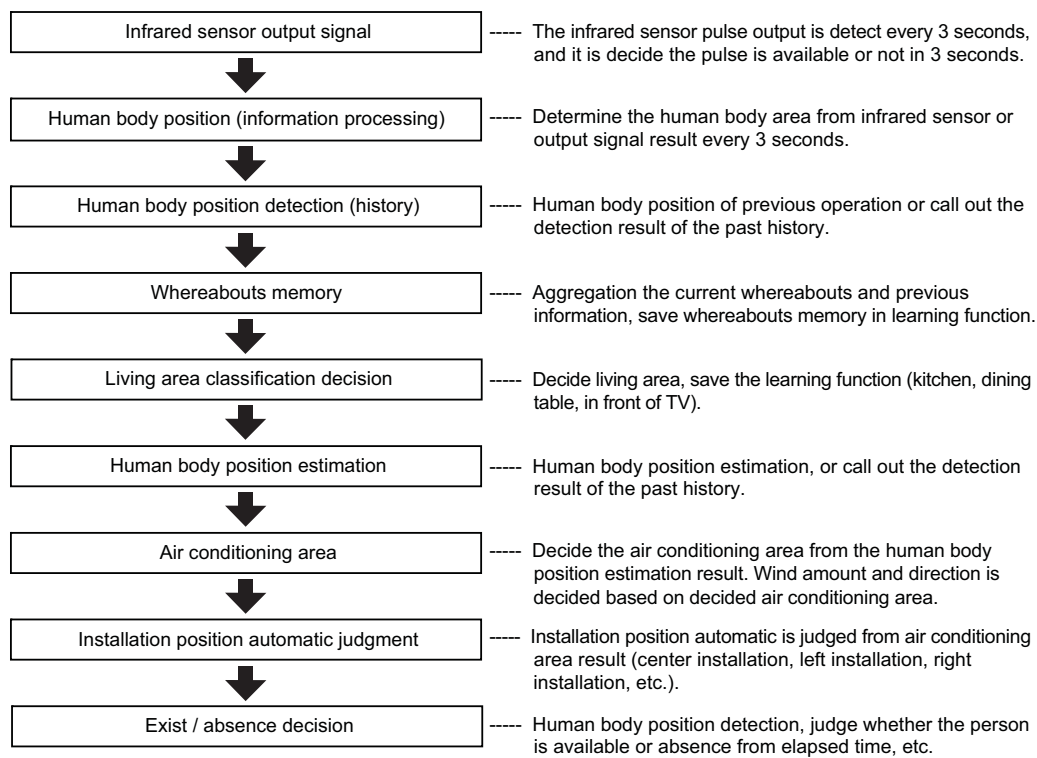 Infrared sensor output signal
----- The infrared sensor pulse output is detect every 3 seconds,
and it is decide the pulse is available or not in 3 seconds.
Human body position (information processing)
----- Determine the human body area from infrared sensor or
output signal result every 3 seconds.
Human body position detection (history)
----- Human body position of previous operation or call out the
detection result of the past history.
Whereabouts memory
----- Aggregation the current whereabouts and previous
information, save whereabouts memory in learning function.
Living area classification decision
----- Decide living area, save the learning function (kitchen, dining
table, in front of TV).
Human body position estimation
----- Human body position estimation, or call out the detection
result of the past history.
Air conditioning area
----- Decide the air conditioning area from the human body
position estimation result. Wind amount and direction is
decided based on decided air conditioning area.
Installation position automatic judgment
----- Installation position automatic is judged from air conditioning
area result (center installation, left installation, right
installation, etc.).
Exist / absence decision
----- Human body position detection, judge whether the person
is available or absence from elapsed time, etc.